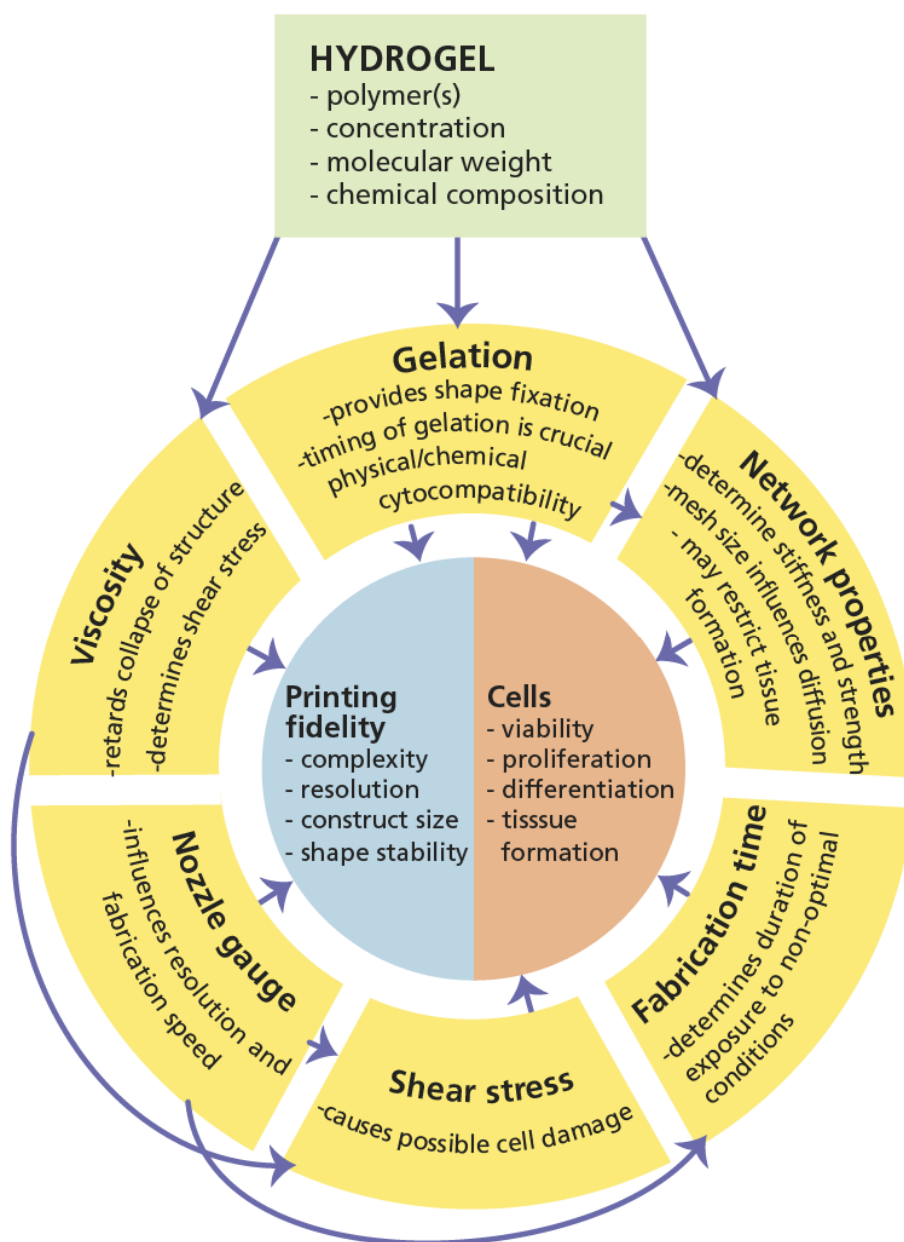 HYDROGEL
- polymer(s)
- concentration
- molecular weight
- chemical composition
Gelation
-provides shape fixation
-timing of gelation is crucial
physical/chemical
cytocompatibility
Network properties
-determine stiffness and strength
-mesh size influences diffusion
- may restrict tissue
formation
Viscosity
-retards collapse of structure
-determines shear stress
Printing
fidelity
- complexity
- resolution
- construct size
- shape stability
Cells
- viability
- proliferation
- differentiation
- tisssue
formation
Nozzle gauge
-influences resolution and
fabrication speed
Shear stress
-causes possible cell damage
Fabrication time
-determines duration of
exposure to non-optimal
conditions